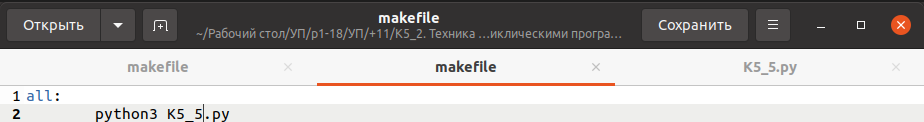 Открыть
makefile
~/Рабочий стол/УП/p1-18/УП/+11/K5_2. Техника …иклическими програ…
Сохранить
makefile
makefile
K5_5.py
1 all:
2 python3 K5_5.py